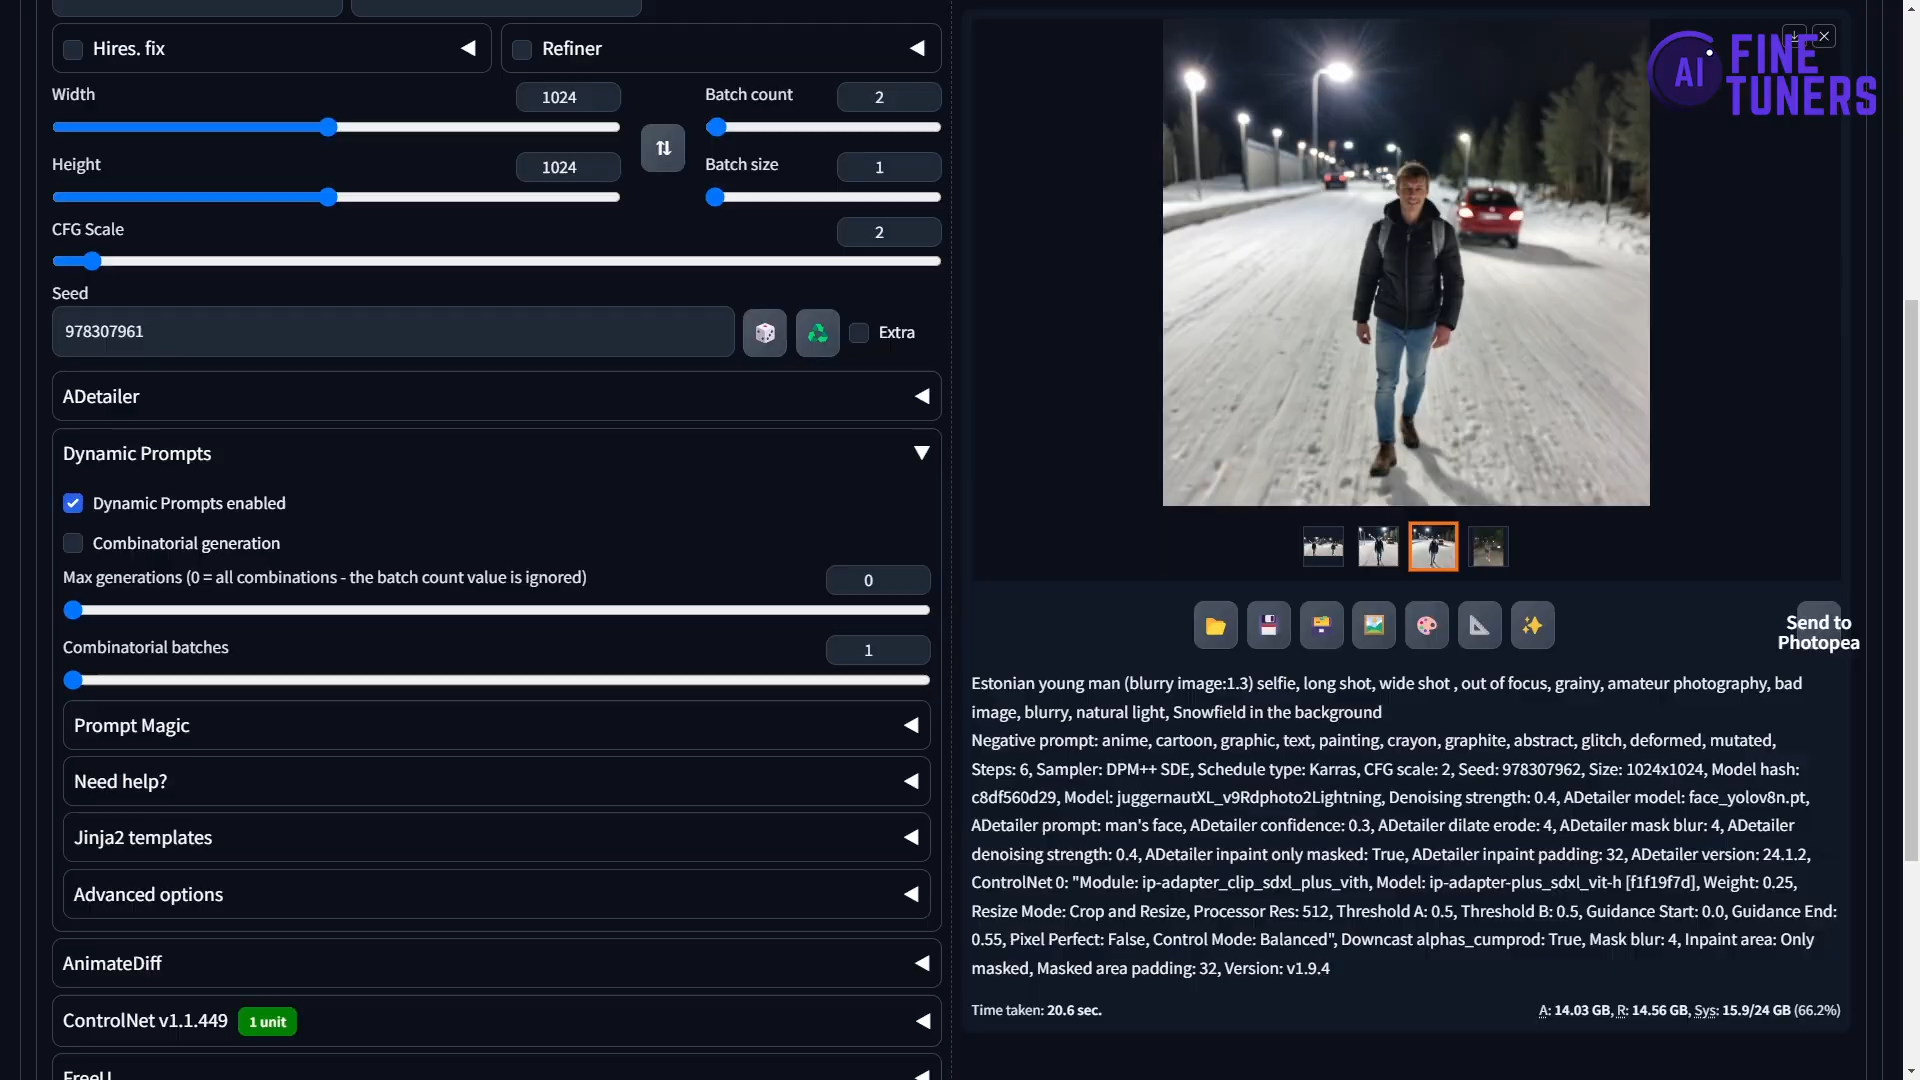 Hires. fix
Refiner
Width
1024
Batch count
2
Height
1024
Batch size
1
CFG Scale
2
Seed
978307961
Extra
ADetailer
Dynamic Prompts
Dynamic Prompts enabled
Combinatorial generation
Max generations (0 = all combinations - the batch count value is ignored)
0
Combinatorial batches
1
Prompt Magic
Need help?
Jinja2 templates
Advanced options
AnimateDiff
ControlNet v1.1.449
1 unit
FreeU
AI
FINE
TUNERS
Send to
Photopea
Estonian young man (blurry image:1.3) selfie, long shot, wide shot , out of focus, grainy, amateur photography, bad
image, blurry, natural light, Snowfield in the background
Negative prompt: anime, cartoon, graphic, text, painting, crayon, graphite, abstract, glitch, deformed, mutated,
Steps: 6, Sampler: DPM++ SDE, Schedule type: Karras, CFG scale: 2, Seed: 978307962, Size: 1024x1024, Model hash:
c8df560d29, Model: juggernautXL_v9Rdphoto2Lightning, Denoising strength: 0.4, ADetailer model: face_yolov8n.pt,
ADetailer prompt: man's face, ADetailer confidence: 0.3, ADetailer dilate erode: 4, ADetailer mask blur: 4, ADetailer
denoising strength: 0.4, ADetailer inpaint only masked: True, ADetailer inpaint padding: 32, ADetailer version: 24.1.2,
ControlNet 0: "Module: ip-adapter_clip_sdxl_plus_vith, Model: ip-adapter-plus_sdxl_vit-h [f1f19f7d], Weight: 0.25,
Resize Mode: Crop and Resize, Processor Res: 512, Threshold A: 0.5, Threshold B: 0.5, Guidance Start: 0.0, Guidance End:
0.55, Pixel Perfect: False, Control Mode: Balanced", Downcast alphas_cumprod: True, Mask blur: 4, Inpaint area: Only
masked, Masked area padding: 32, Version: v1.9.4
Time taken: 20.6 sec.
A: 14.03 GB, R: 14.56 GB, Sys: 15.9/24 GB (66.2%)